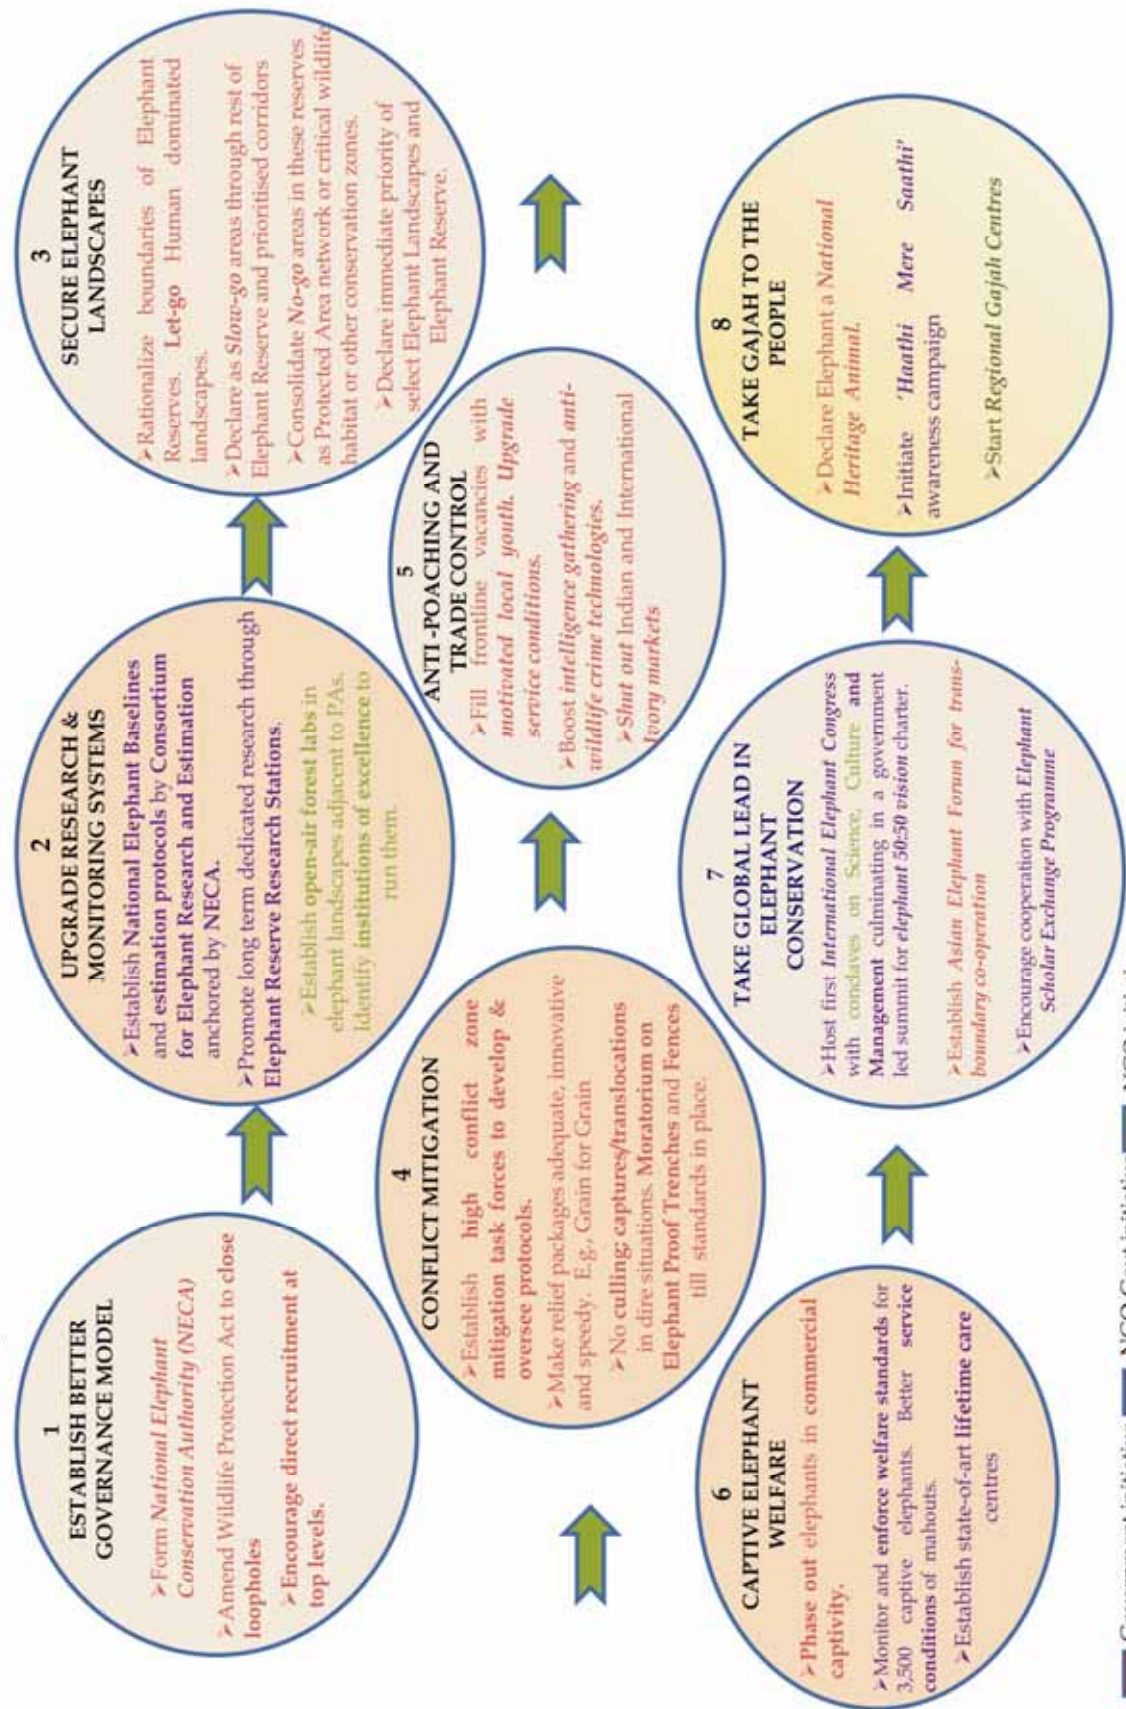 1
ESTABLISH BETTER
GOVERNANCE MODEL
➢Form National Elephant
Conservation Authority (NECA)
➢Amend Wildlife Protection Act to close
loopholes
➢Encourage direct recruitment at
top levels.
2
UPGRADE RESEARCH &
MONITORING SYSTEMS
➢Establish National Elephant Baselines
and estimation protocols by Consortium
for Elephant Research and Estimation
anchored by NECA.
➢Promote long term dedicated research through
Elephant Reserve Research Stations.
➢Establish open-air forest labs in
elephant landscapes adjacent to PAs.
Identify institutions of excellence to
run them.
3
SECURE ELEPHANT
LANDSCAPES
➢Rationalize boundaries of Elephant
Reserves. Let-go Human dominated
landscapes.
➢Declare as Slow-go areas through rest of
Elephant Reserve and prioritised corridors
➢Consolidate No-go areas in these reserves
as Protected Area network or critical wildlife
habitat or other conservation zones.
➢Declare immediate priority of
select Elephant Landscapes and
Elephant Reserve.
4
CONFLICT MITIGATION
➢Establish high conflict zone
mitigation task forces to develop &
oversee protocols.
➢Make relief packages adequate, innovative
and speedy. E.g., Grain for Grain
➢No culling; captures/translocations
in dire situations. Moratorium on
Elephant Proof Trenches and Fences
till standards in place.
5
ANTI -POACHING AND
TRADE CONTROL
➢Fill frontline vacancies with
motivated local youth. Upgrade
service conditions.
➢Boost intelligence gathering and anti-
wildlife crime technologies.
➢Shut out Indian and International
Ivory markets
6
CAPTIVE ELEPHANT
WELFARE
➢Phase out elephants in commercial
captivity.
➢Monitor and enforce welfare standards for
3,500 captive elephants. Better service
conditions of mahouts.
➢Establish state-of-art lifetime care
centres
7
TAKE GLOBAL LEAD IN
ELEPHANT
CONSERVATION
➢Host first International Elephant Congress
with conclaves on Science, Culture and
Management culminating in a government
led summit for elephant 50:50 vision charter.
➢Establish Asian Elephant Forum for trans-
boundary co-operation
➢Encourage cooperation with Elephant
Scholar Exchange Programme
8
TAKE GAJAH TO THE
PEOPLE
➢Declare Elephant a National
Heritage Animal.
➢Initiate 'Haathi Mere Saathi'
awareness campaign
➢Start Regional Gajah Centres